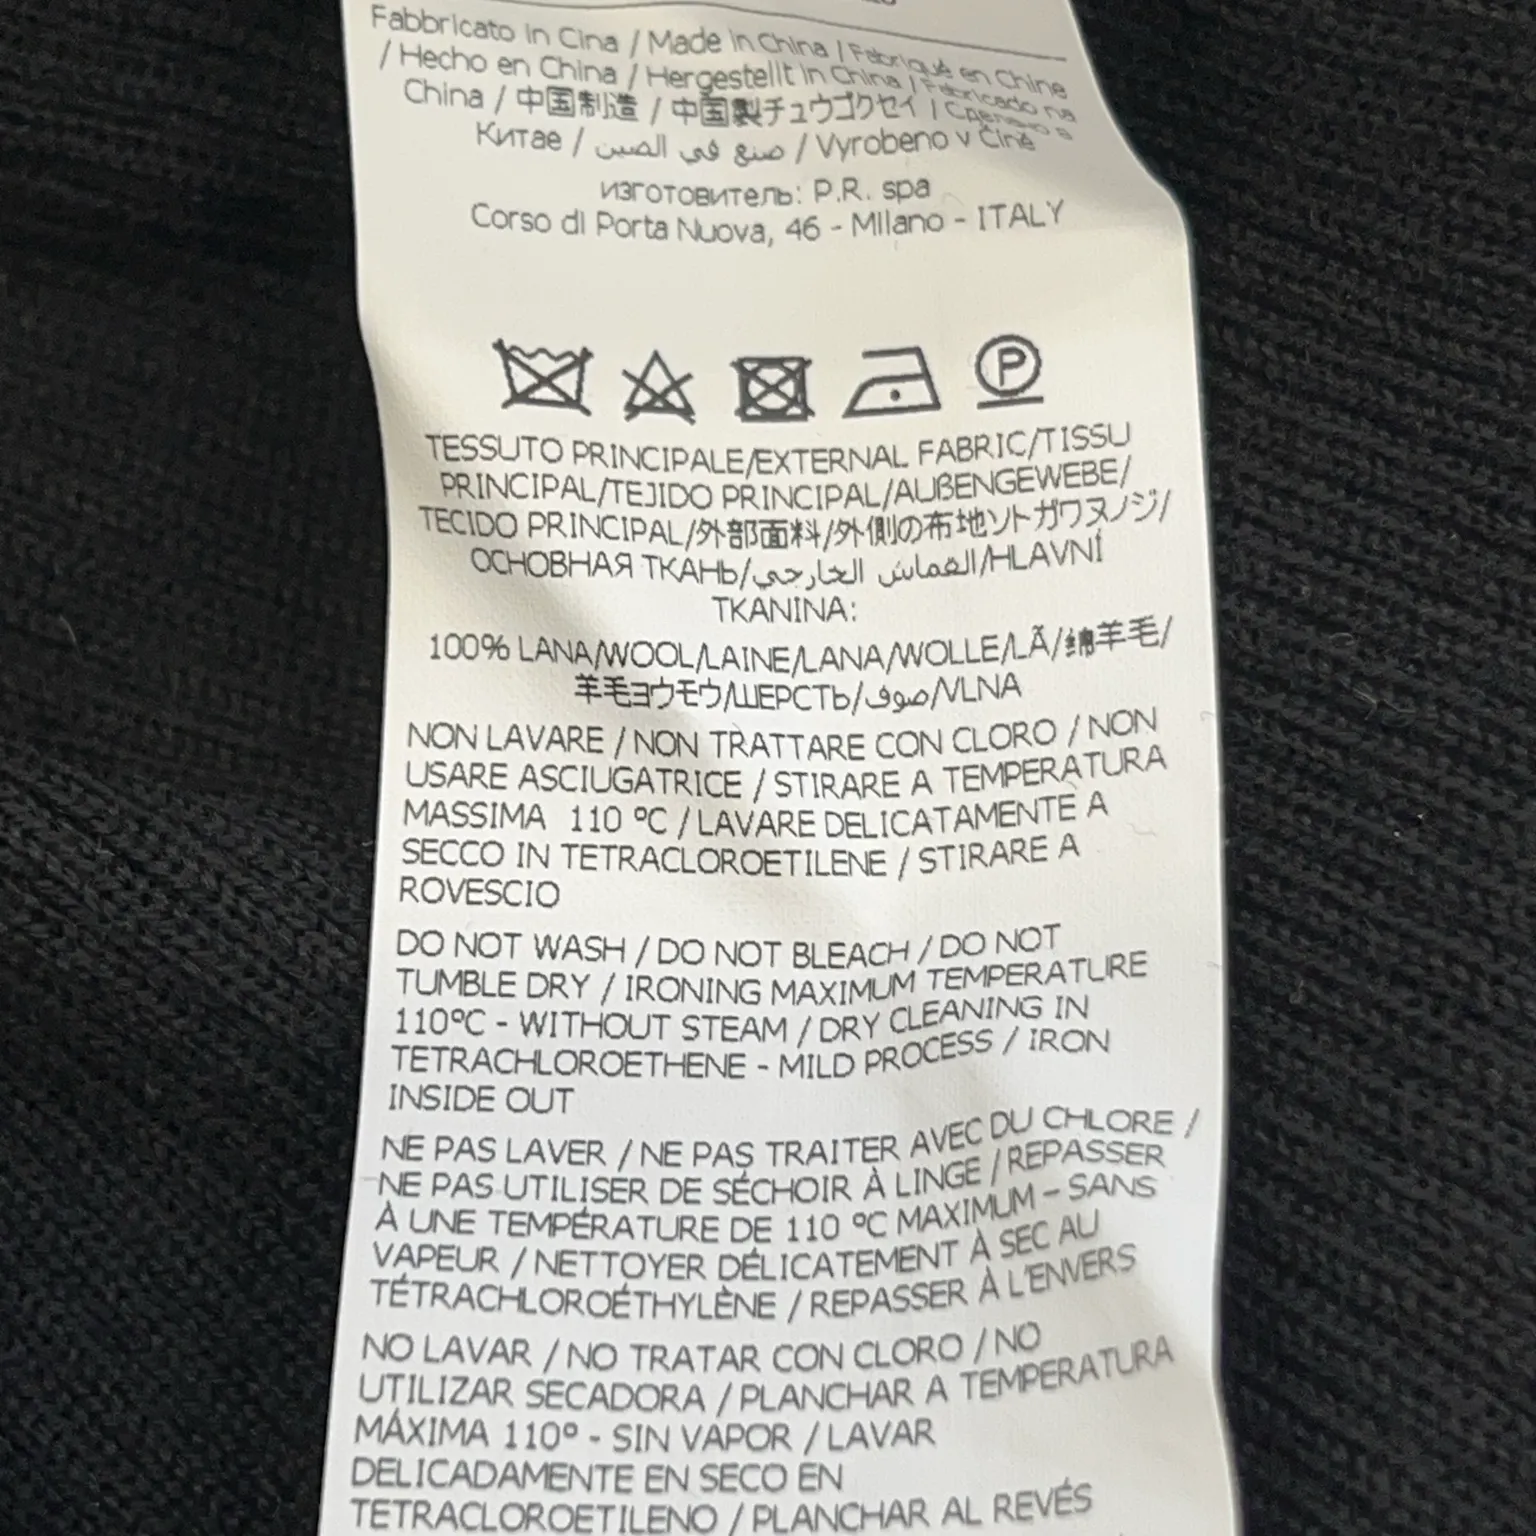 Fabbricato in Cina / Made in China / Fabriqué en Chine
/ Hecho en China / Hergestellt in China / Fabricado na
China / 中国制造 / 中国製チュウゴクセイ / Сделано в
Китае / صنع في الصين / Vyrobeno v Číně
изготовитель: P.R. spa
Corso di Porta Nuova, 46 - Milano - ITALY
P
TESSUTO PRINCIPALE/EXTERNAL FABRIC/TISSU
PRINCIPAL/TEJIDO PRINCIPAL/AUßENGEWEBE/
TECIDO PRINCIPAL/外部面料/外側の布地ソトガワヌノジ/
ОСНОВНАЯ ТКАНЬ/القماش الخارجي/HLAVNÍ
TKANINA:
100% LANA/WOOL/LAINE/LANA/WOLLE/LÃ/绵羊毛/
羊毛ヨウモウ/ШЕРСТЬ/صوف/VLNA
NON LAVARE / NON TRATTARE CON CLORO / NON
USARE ASCIUGATRICE / STIRARE A TEMPERATURA
MASSIMA 110 °C / LAVARE DELICATAMENTE A
SECCO IN TETRACLOROETILENE / STIRARE A
ROVESCIO
DO NOT WASH / DO NOT BLEACH / DO NOT
TUMBLE DRY / IRONING MAXIMUM TEMPERATURE
110°C - WITHOUT STEAM / DRY CLEANING IN
TETRACHLOROETHENE - MILD PROCESS / IRON
INSIDE OUT
NE PAS LAVER / NE PAS TRAITER AVEC DU CHLORE /
NE PAS UTILISER DE SÉCHOIR À LINGE / REPASSER
À UNE TEMPÉRATURE DE 110 °C MAXIMUM - SANS
VAPEUR / NETTOYER DÉLICATEMENT À SEC AU
TÉTRACHLOROÉTHYLÈNE / REPASSER À L'ENVERS
NO LAVAR / NO TRATAR CON CLORO / NO
UTILIZAR SECADORA / PLANCHAR A TEMPERATURA
MÁXIMA 110° - SIN VAPOR / LAVAR
DELICADAMENTE EN SECO EN
TETRACLOROETILENO / PLANCHAR AL REVÉS